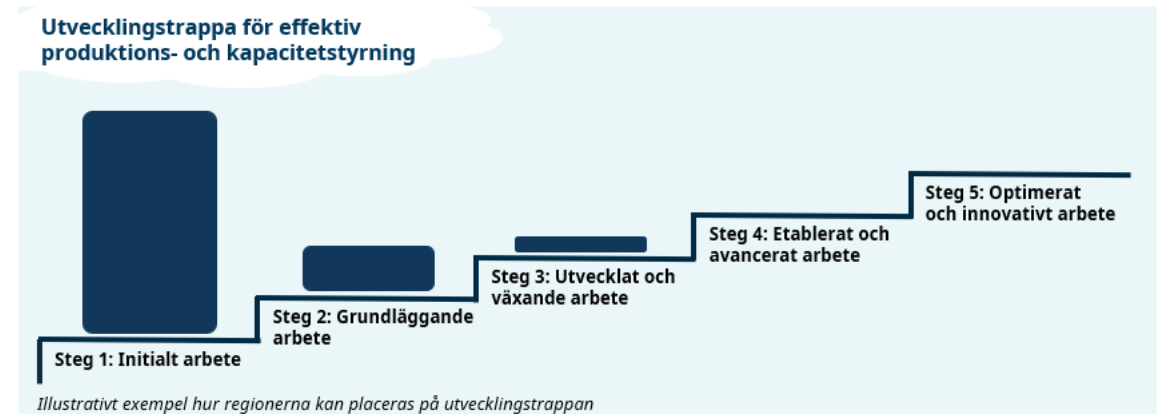 Utvecklingstrappa för effektiv
produktions- och kapacitetstyrning
Steg 5: Optimerat
och innovativt arbete
Steg 4: Etablerat och
avancerat arbete
Steg 3: Utvecklat och
växande arbete
Steg 2: Grundläggande
arbete
Steg 1: Initialt arbete
Illustrativt exempel hur regionerna kan placeras på utvecklingstrappan